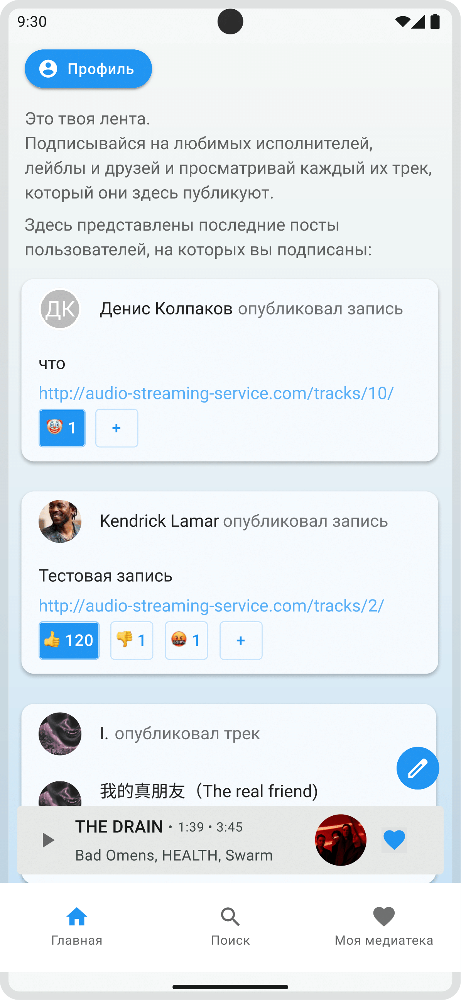 9:30
Профиль
Это твоя лента.
Подписывайся на любимых исполнителей,
лейблы и друзей и просматривай каждый их трек,
который они здесь публикуют.
Здесь представлены последние посты
пользователей, на которых вы подписаны:
ДК
Денис Колпаков опубликовал запись
что
http://audio-streaming-service.com/tracks/10/
🤡 1
+
Kendrick Lamar опубликовал запись
Тестовая запись
http://audio-streaming-service.com/tracks/2/
👍 120 👎 1 🤬 1 +
I. опубликовал трек
我的真朋友（The real friend)
THE DRAIN • 1:39 • 3:45
Bad Omens, HEALTH, Swarm
Главная
Поиск
Моя медиатека